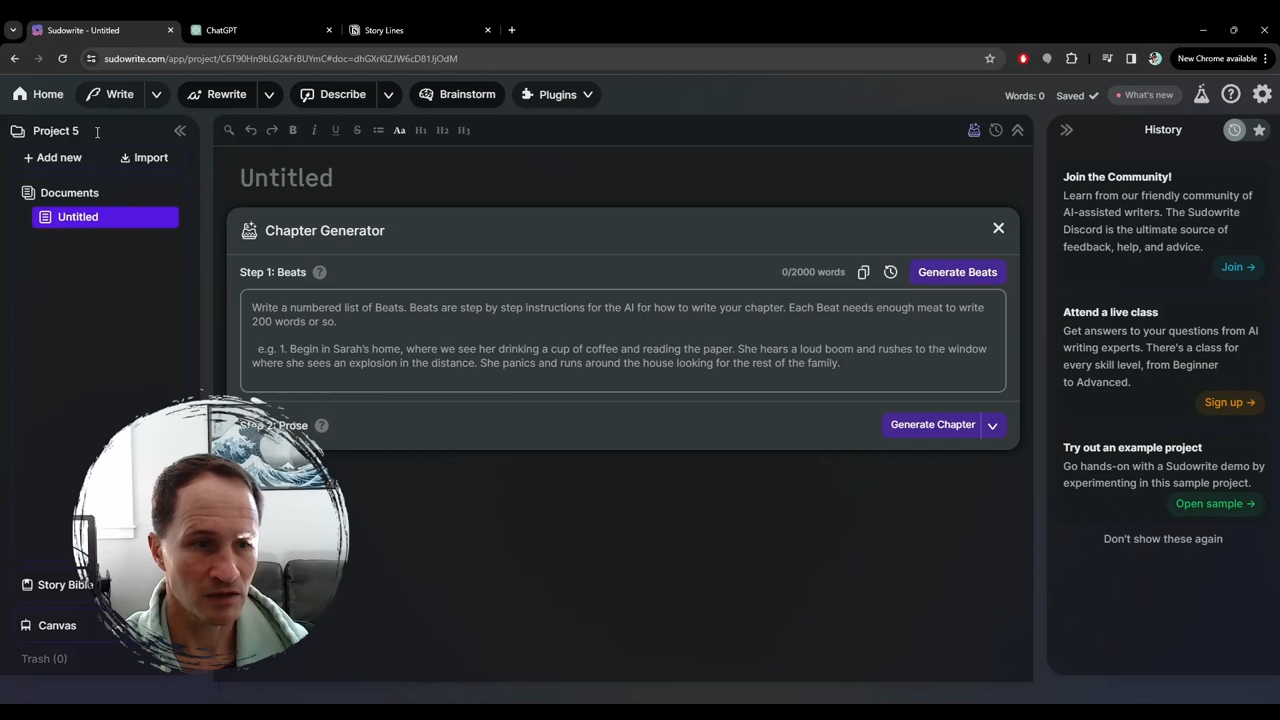 Sudowrite - Untitled
ChatGPT
Story Lines
sudowrite.com/app/project/C6T90Hn9bLG2kFrBUYmC#doc=dhGXrKIZJW6cD81JjOdM
New Chrome available
Home
Write
Rewrite
Describe
Brainstorm
Plugins
Words: 0
Saved
What's new
Project 5
Add new
Import
Documents
Untitled
Story Bible
Canvas
Trash (0)
B i U S Aa H1 H2 H3
Untitled
Chapter Generator
Step 1: Beats
0/2000 words
Generate Beats
Write a numbered list of Beats. Beats are step by step instructions for the AI for how to write your chapter. Each Beat needs enough meat to write
200 words or so.
e.g. 1. Begin in Sarah's home, where we see her drinking a cup of coffee and reading the paper. She hears a loud boom and rushes to the window
where she sees an explosion in the distance. She panics and runs around the house looking for the rest of the family.
Step 2: Prose
Generate Chapter
History
Join the Community!
Learn from our friendly community of
AI-assisted writers. The Sudowrite
Discord is the ultimate source of
feedback, help, and advice.
Join →
Attend a live class
Get answers to your questions from AI
writing experts. There's a class for
every skill level, from Beginner
to Advanced.
Sign up →
Try out an example project
Go hands-on with a Sudowrite demo by
experimenting in this sample project.
Open sample →
Don't show these again